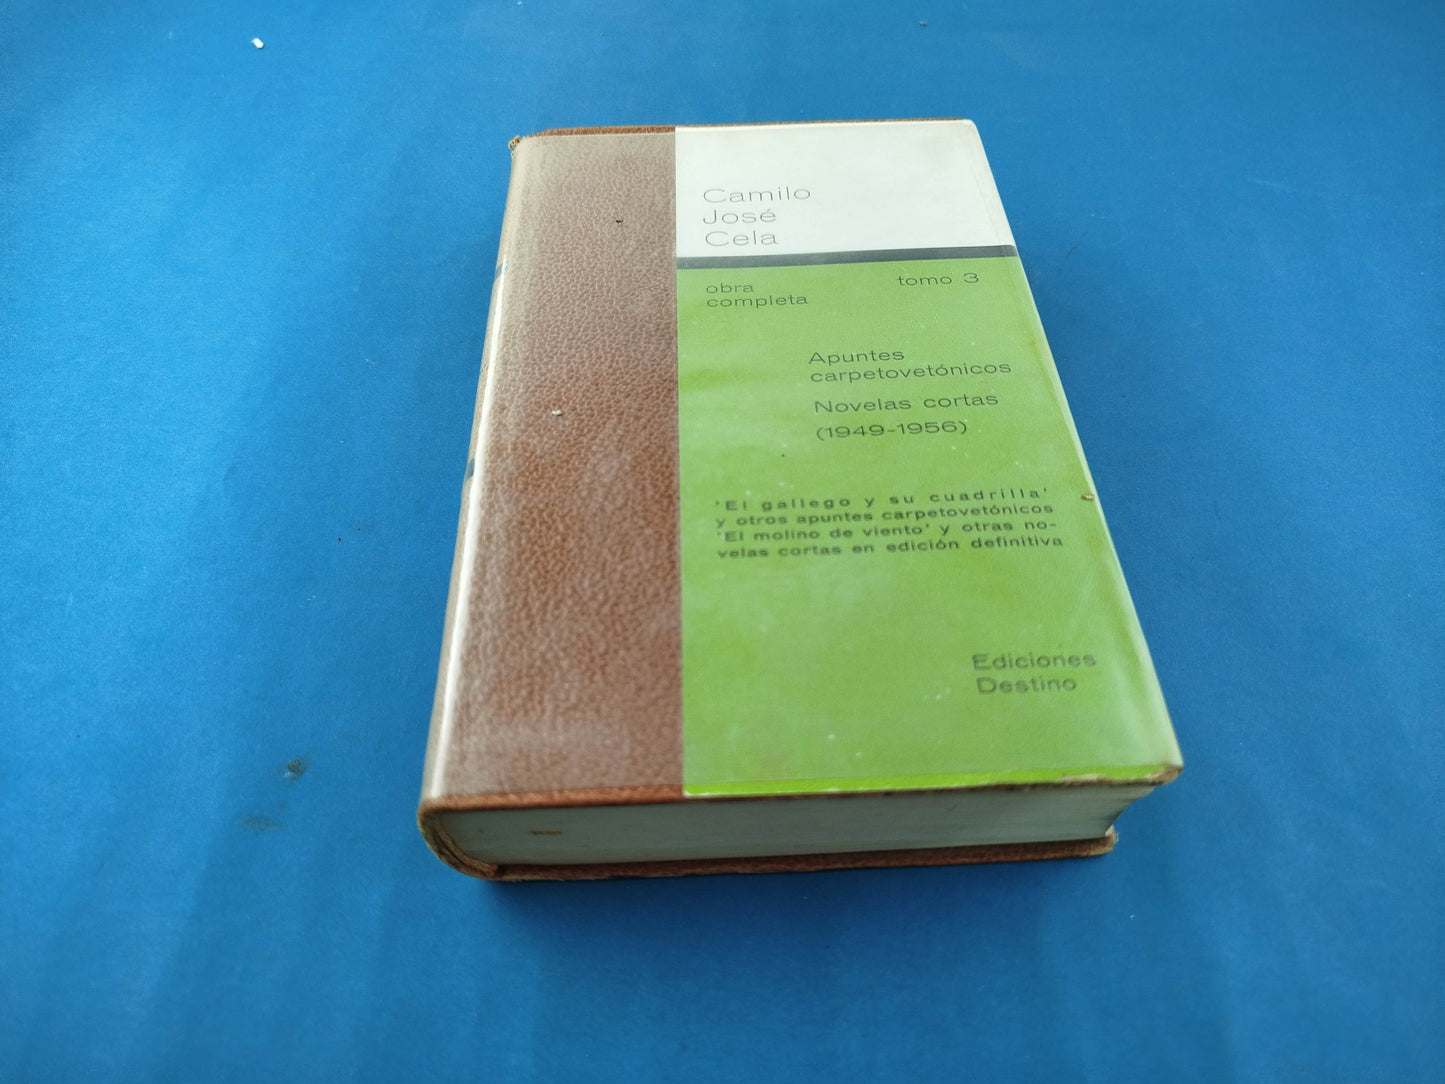 Camilo
José
Cela
obra
completa
tomo 3
Apuntes
carpetovetónicos
Novelas cortas
(1949-1956)
'El gallego y su cuadrilla'
y otros apuntes carpetovetónicos
'El molino de viento' y otras no-
velas cortas en edición definitiva
Ediciones
Destino